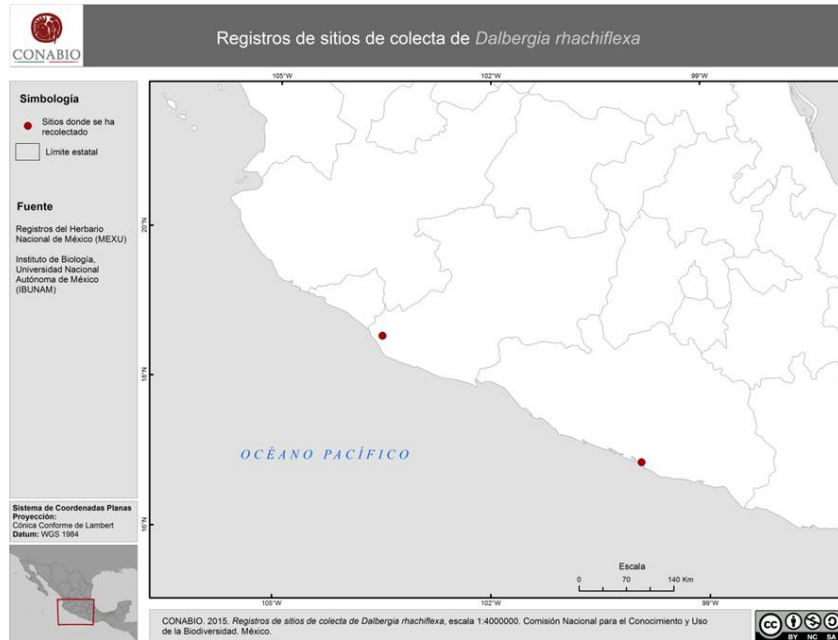 CONABIO
Registros de sitios de colecta de Dalbergia rhachiflexa
Simbología
Sitios donde se ha
recolectado
Límite estatal
Fuente
Registros del Herbario
Nacional de México (MEXU)
Instituto de Biología,
Universidad Nacional
Autónoma de México
(IBUNAM)
Sistema de Coordenadas Planas
Proyección:
Cónica Conforme de Lambert
Datum: WGS 1984
105°W 102°W 99°W
20°N
18°N
16°N
OCÉANO PACÍFICO
Escala
0 70 140 Km
105°W 102°W 99°W
CONABIO. 2015. Registros de sitios de colecta de Dalbergia rhachiflexa, escala 1:4000000. Comisión Nacional para el Conocimiento y Uso
de la Biodiversidad. México.
cc
BY NC SA